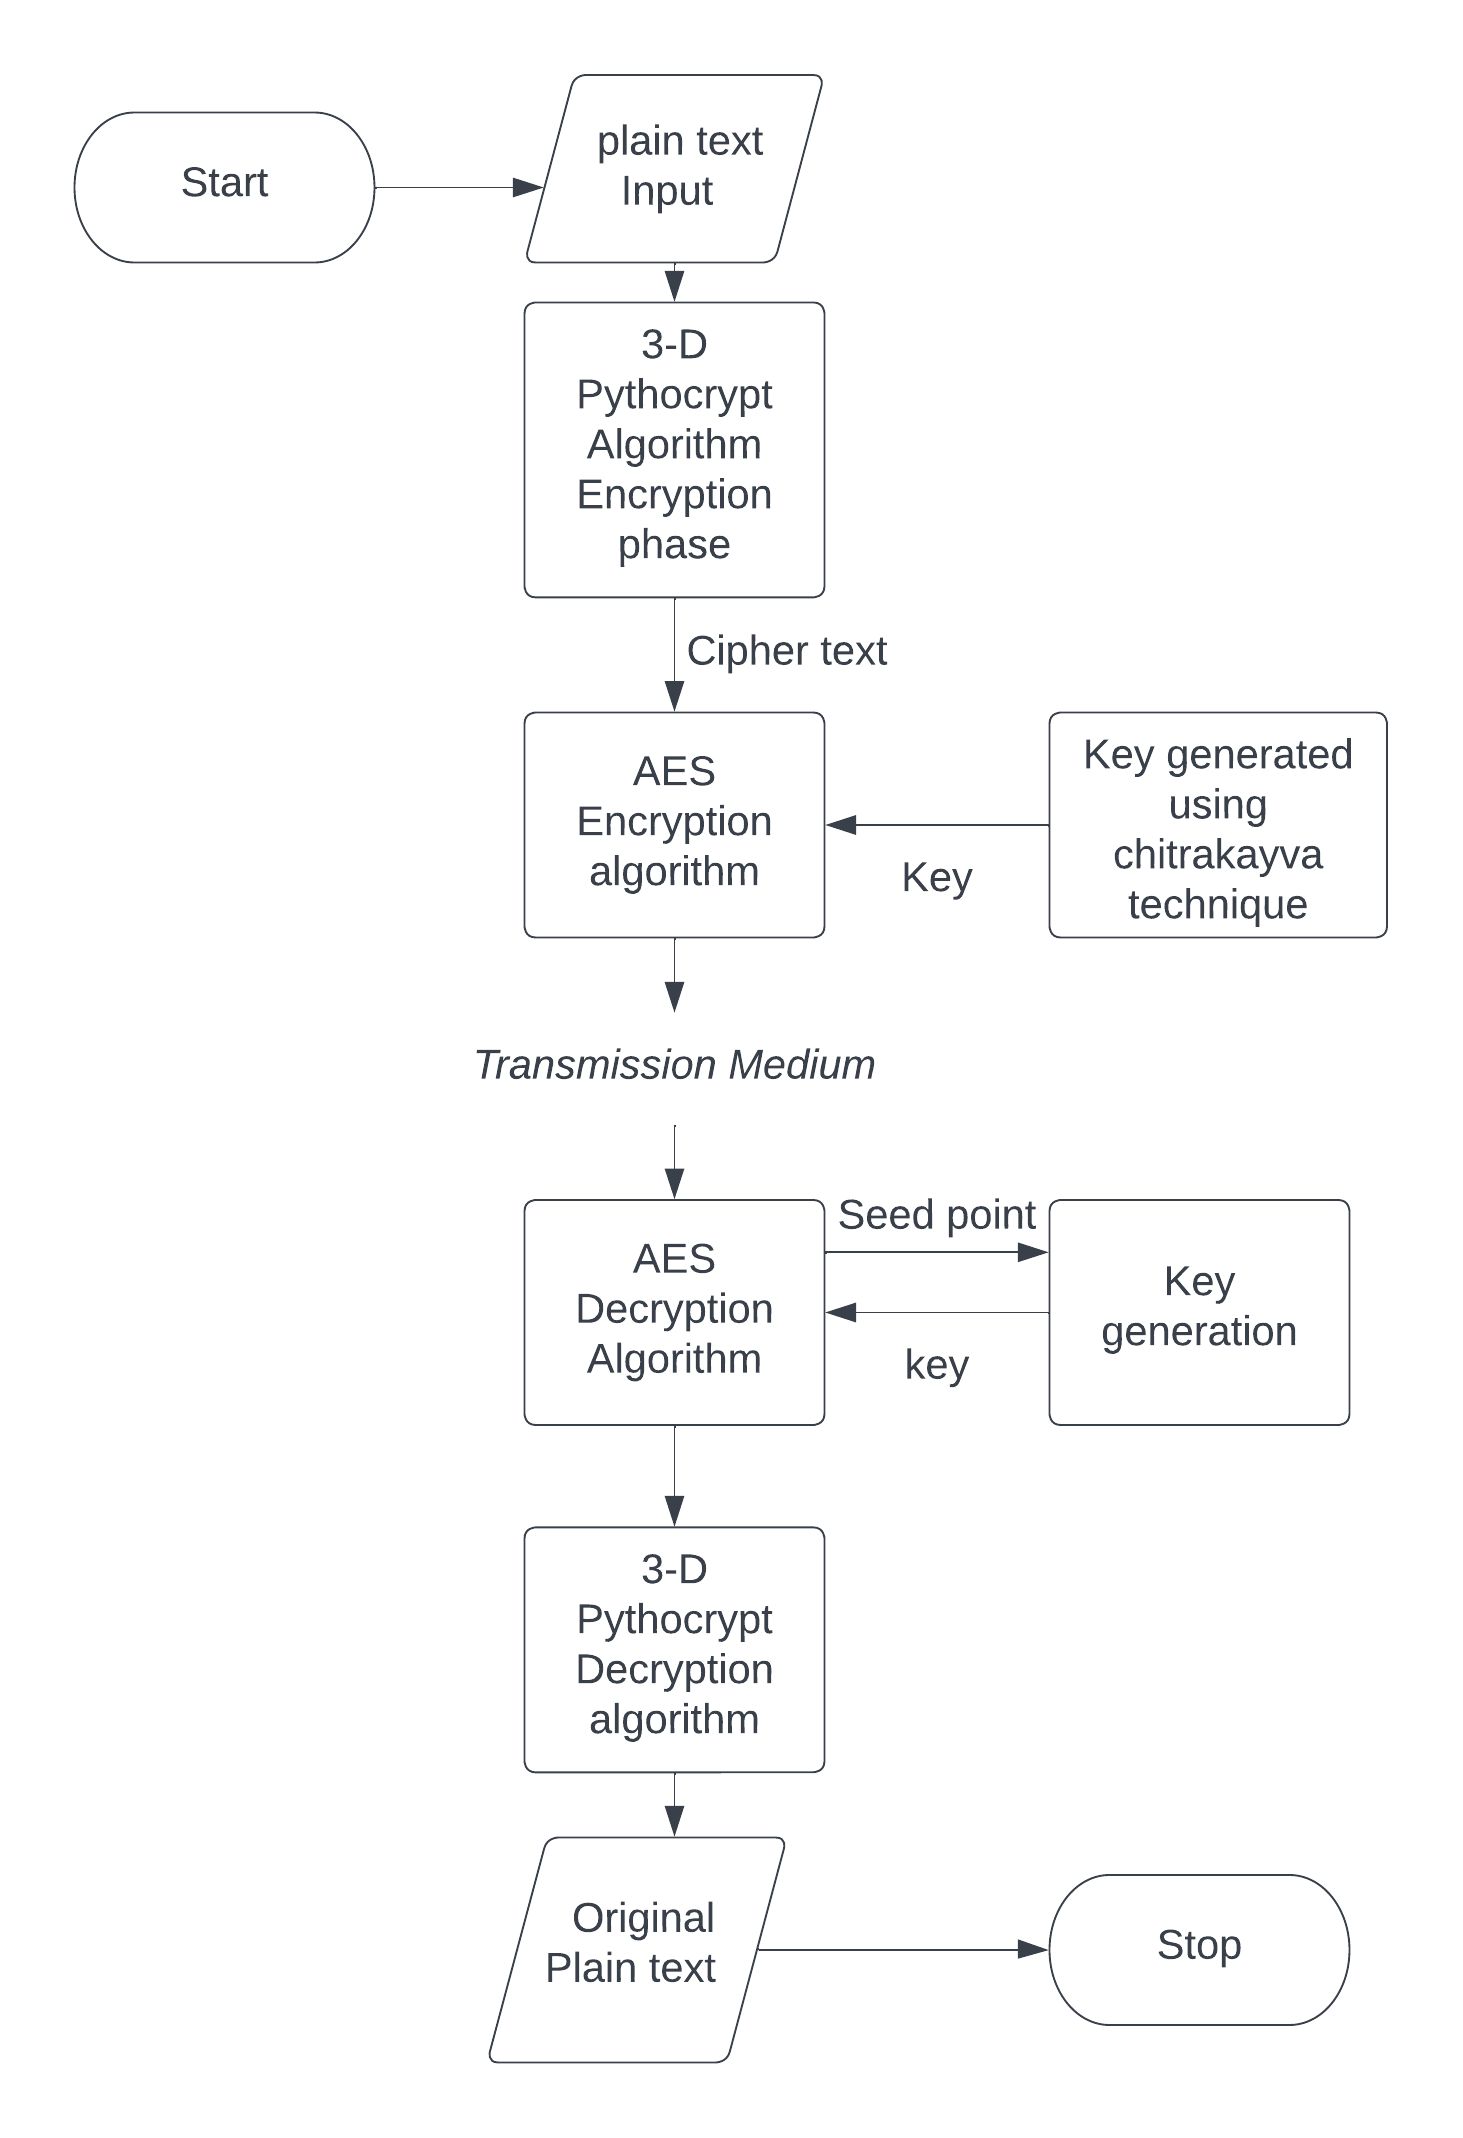 Start
plain text
Input
3-D
Pythocrypt
Algorithm
Encryption
phase
Cipher text
AES
Encryption
algorithm
Key
Key generated
using
chitrakayva
technique
Transmission Medium
AES
Decryption
Algorithm
Seed point
key
Key
generation
3-D
Pythocrypt
Decryption
algorithm
Original
Plain text
Stop